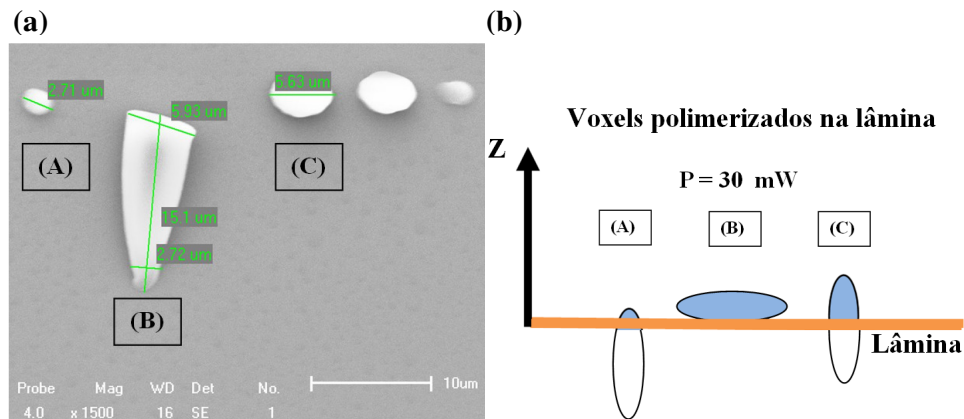 (a)
2.71 um
5.93 um
5.63 um
(A)
(C)
15.1 um
2.72 um
(B)
Probe Mag WD Det No.
4.0 x 1500 16 SE 1
10um
(b)
Voxels polimerizados na lâmina
Z
P = 30 mW
(A) (B) (C)
Lâmina